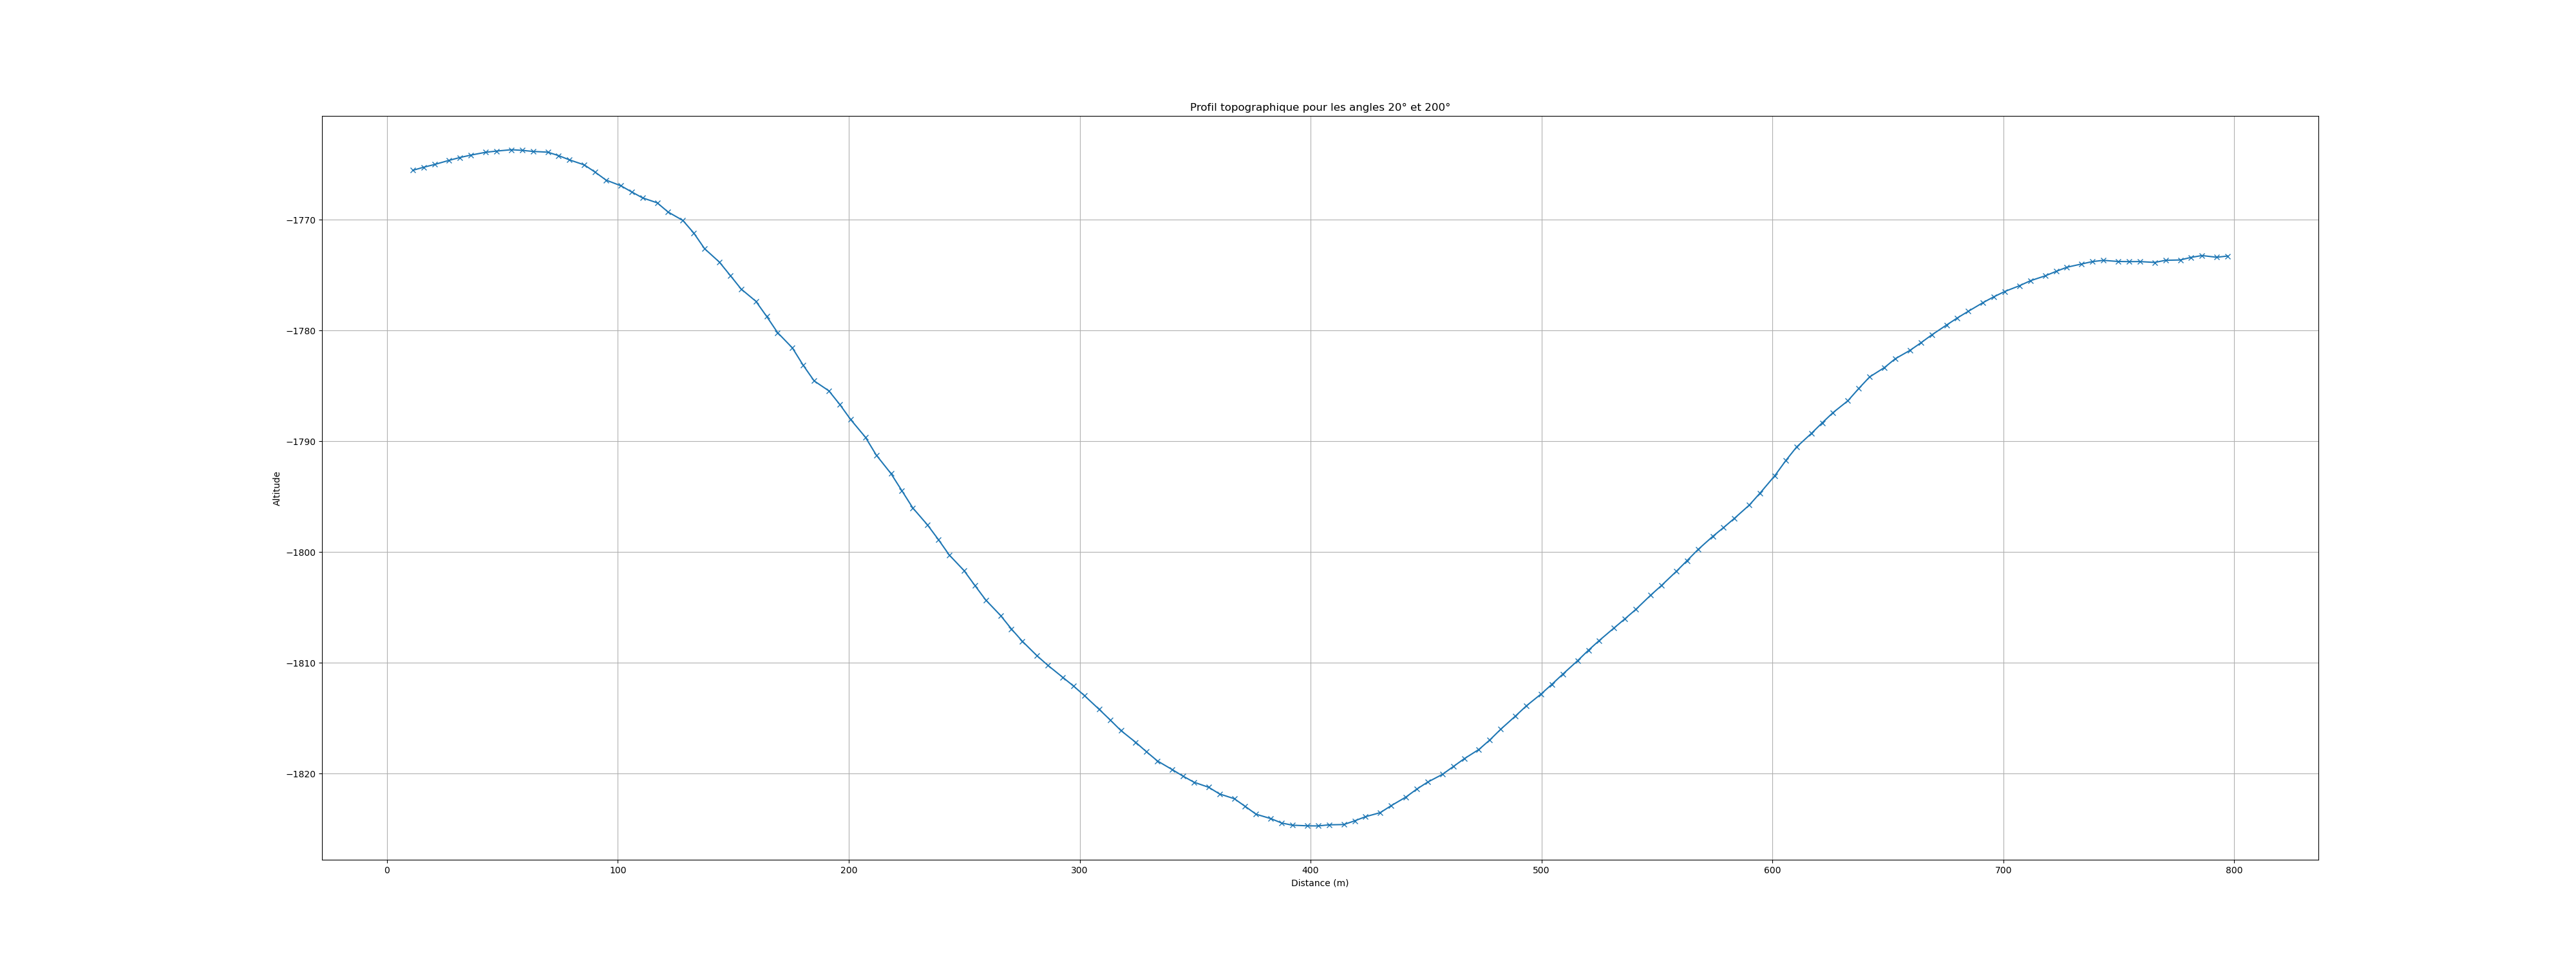 Profil topographique pour les angles 20° et 200°
−1770
−1780
−1790
Altitude
−1800
−1810
−1820
0 100 200 300 400 500 600 700 800
Distance (m)